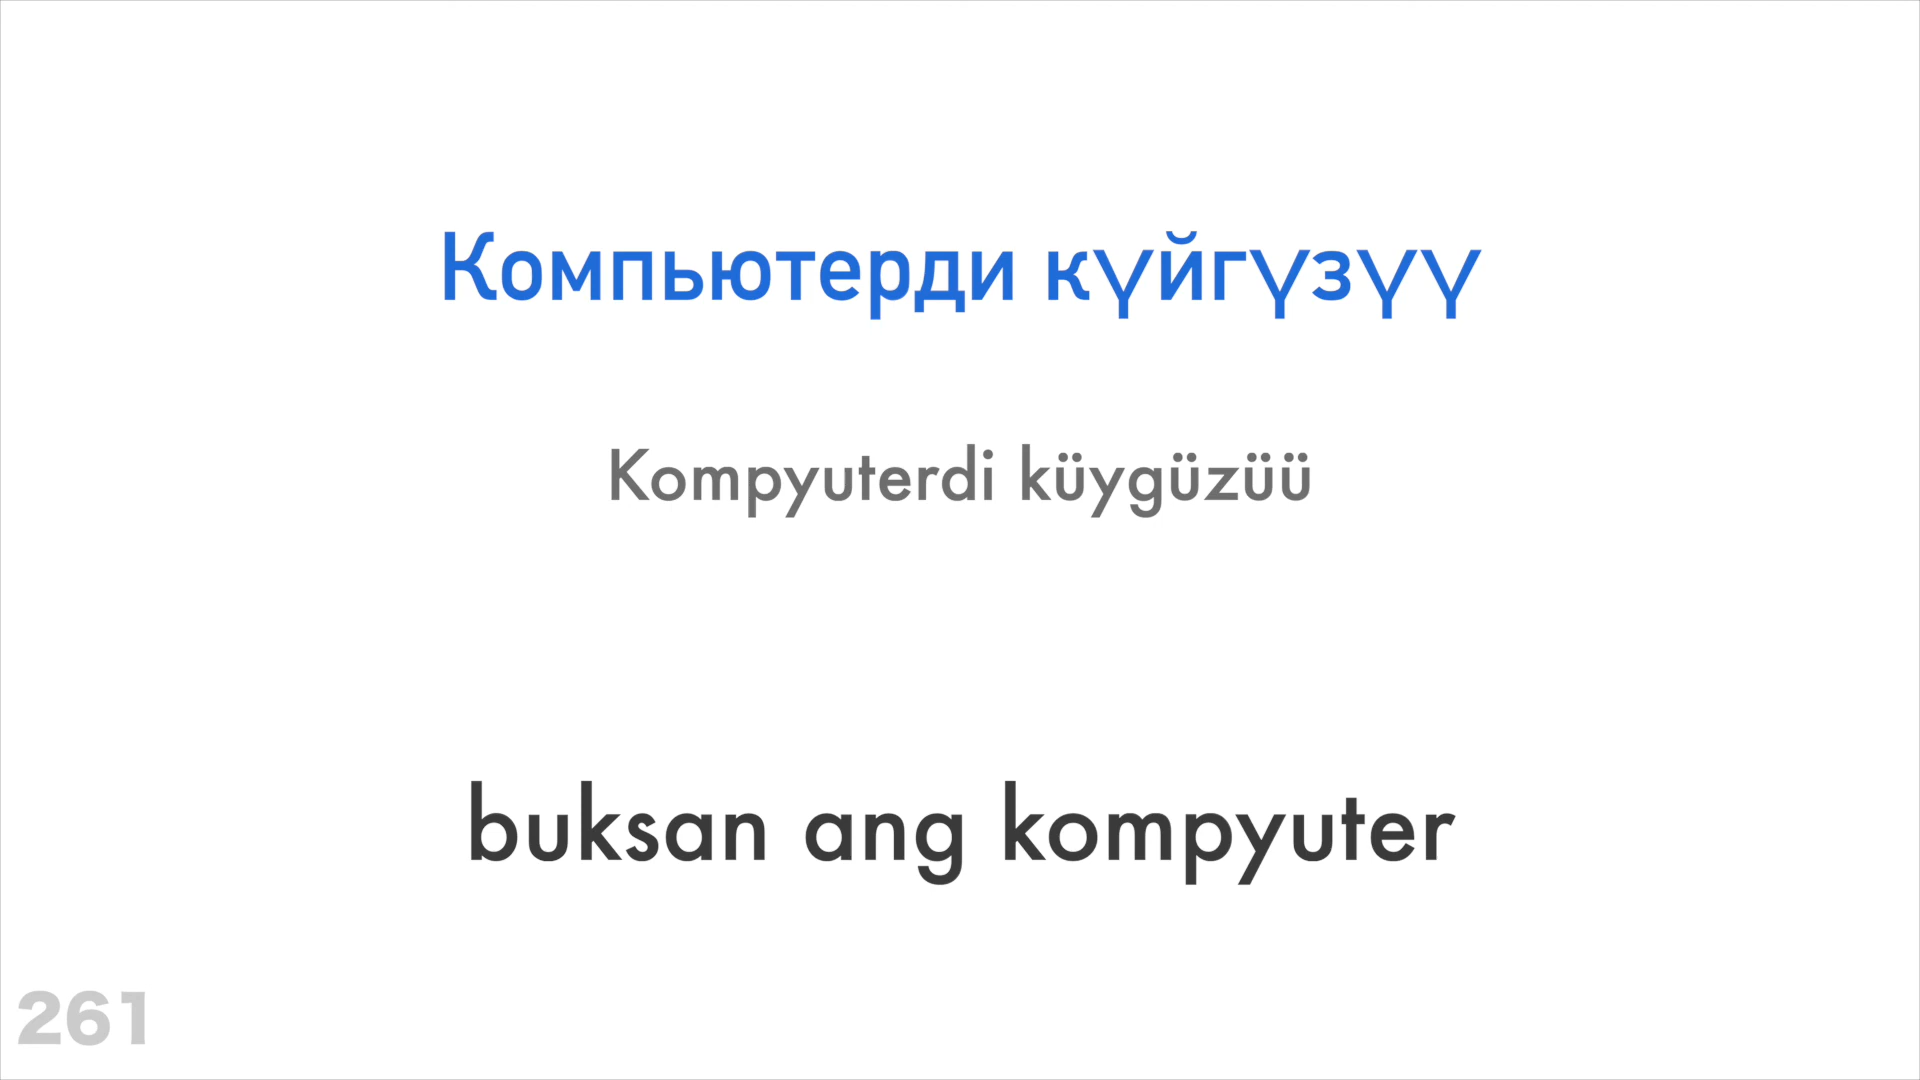 Компьютерди күйгүзүү
Kompyuterdi küygüzüü
buksan ang kompyuter
261